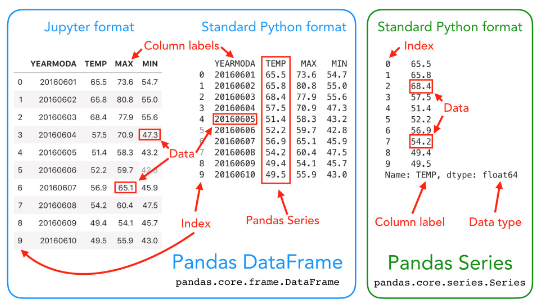 Jupyter format
YEARMODA TEMP MAX MIN
0 20160601 65.5 73.6 54.7
1 20160602 65.8 80.8 55.0
2 20160603 68.4 77.9 55.6
3 20160604 57.5 70.9 47.3
4 20160605 51.4 58.3 43.2
5 20160606 52.2 59.7
6 20160607 56.9 65.1 45.9
7 20160608 54.2 60.4 47.5
8 20160609 49.4 54.1 45.7
9 20160610 49.5 55.9 43.0
Column labels
Data
Index
Standard Python format
YEARMODA TEMP MAX MIN
0 20160601 65.5 73.6 54.7
1 20160602 65.8 80.8 55.0
2 20160603 68.4 77.9 55.6
3 20160604 57.5 70.9 47.3
4 20160605 51.4 58.3 43.2
5 20160606 52.2 59.7 42.8
6 20160607 56.9 65.1 45.9
7 20160608 54.2 60.4 47.5
8 20160609 49.4 54.1 45.7
9 20160610 49.5 55.9 43.0
Pandas Series
Pandas DataFrame
pandas.core.frame.DataFrame
Standard Python format
Index
0 65.5
1 65.8
2 68.4
3 57.5
4 51.4
5 52.2
6 56.9
7 54.2
8 49.4
9 49.5
Name: TEMP, dtype: float64
Data
Column label
Data type
Pandas Series
pandas.core.series.Series